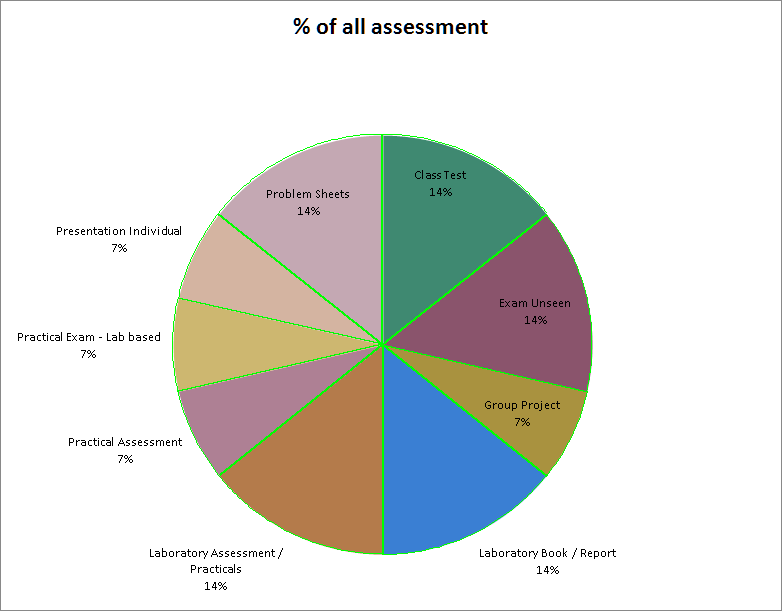 % of all assessment
Class Test
14%
Exam Unseen
14%
Group Project
7%
Laboratory Book / Report
14%
Laboratory Assessment /
Practicals
14%
Practical Assessment
7%
Practical Exam - Lab based
7%
Presentation Individual
7%
Problem Sheets
14%